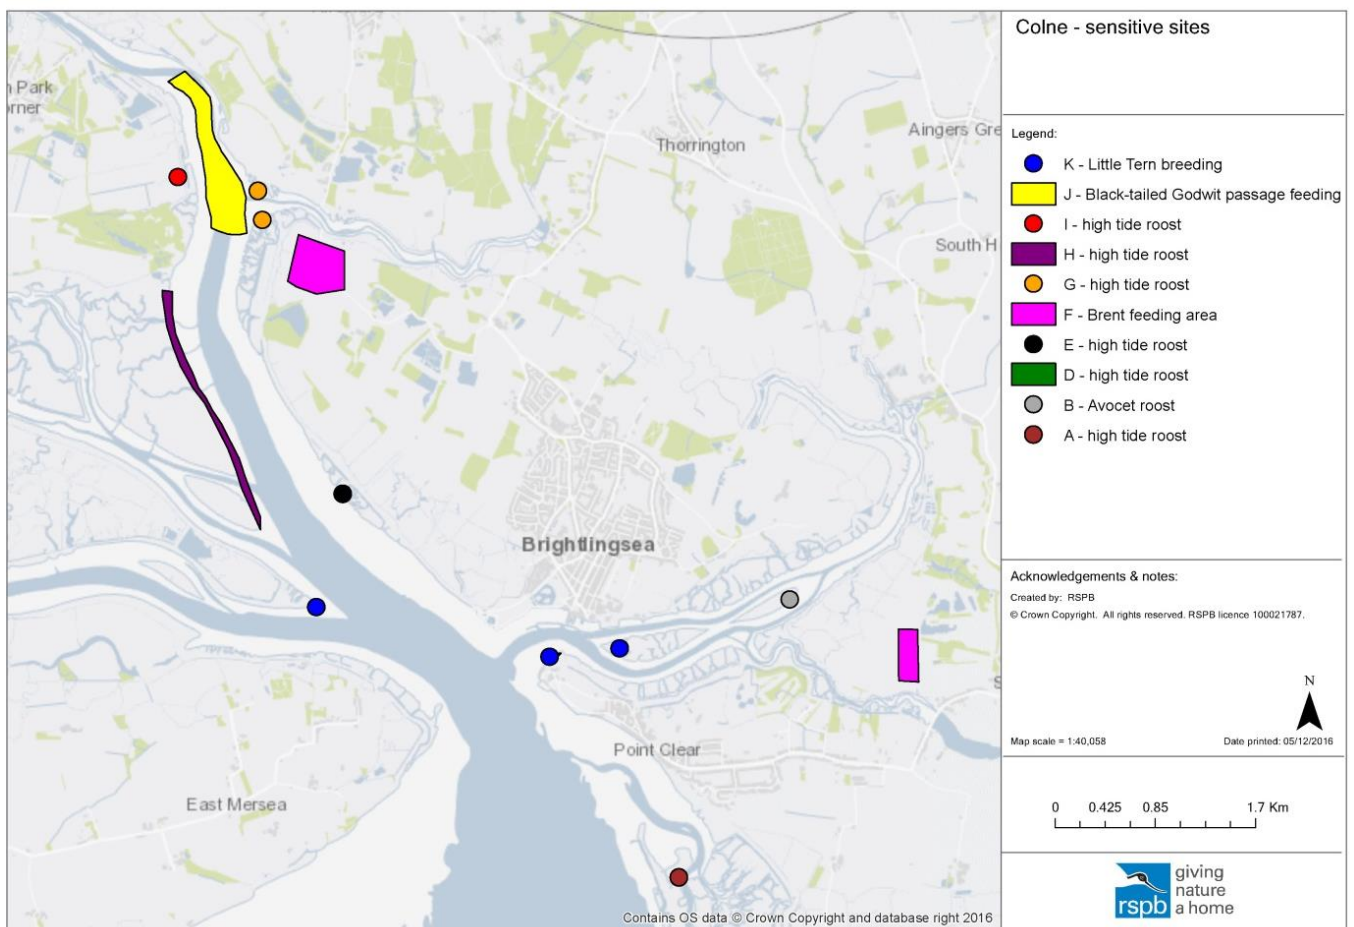 Colne - sensitive sites
Legend:
K - Little Tern breeding
J - Black-tailed Godwit passage feeding
I - high tide roost
H - high tide roost
G - high tide roost
F - Brent feeding area
E - high tide roost
D - high tide roost
B - Avocet roost
A - high tide roost
Acknowledgements & notes:
Created by: RSPB
© Crown Copyright. All rights reserved. RSPB licence 100021787.
N
Map scale = 1:40,058
Date printed: 05/12/2016
0 0.425 0.85 1.7 Km
rspb
giving
nature
a home
Park
Thorrington
Aingers Gre
South H
Brightlingsea
Point Clear
East Mersea
Contains OS data © Crown Copyright and database right 2016